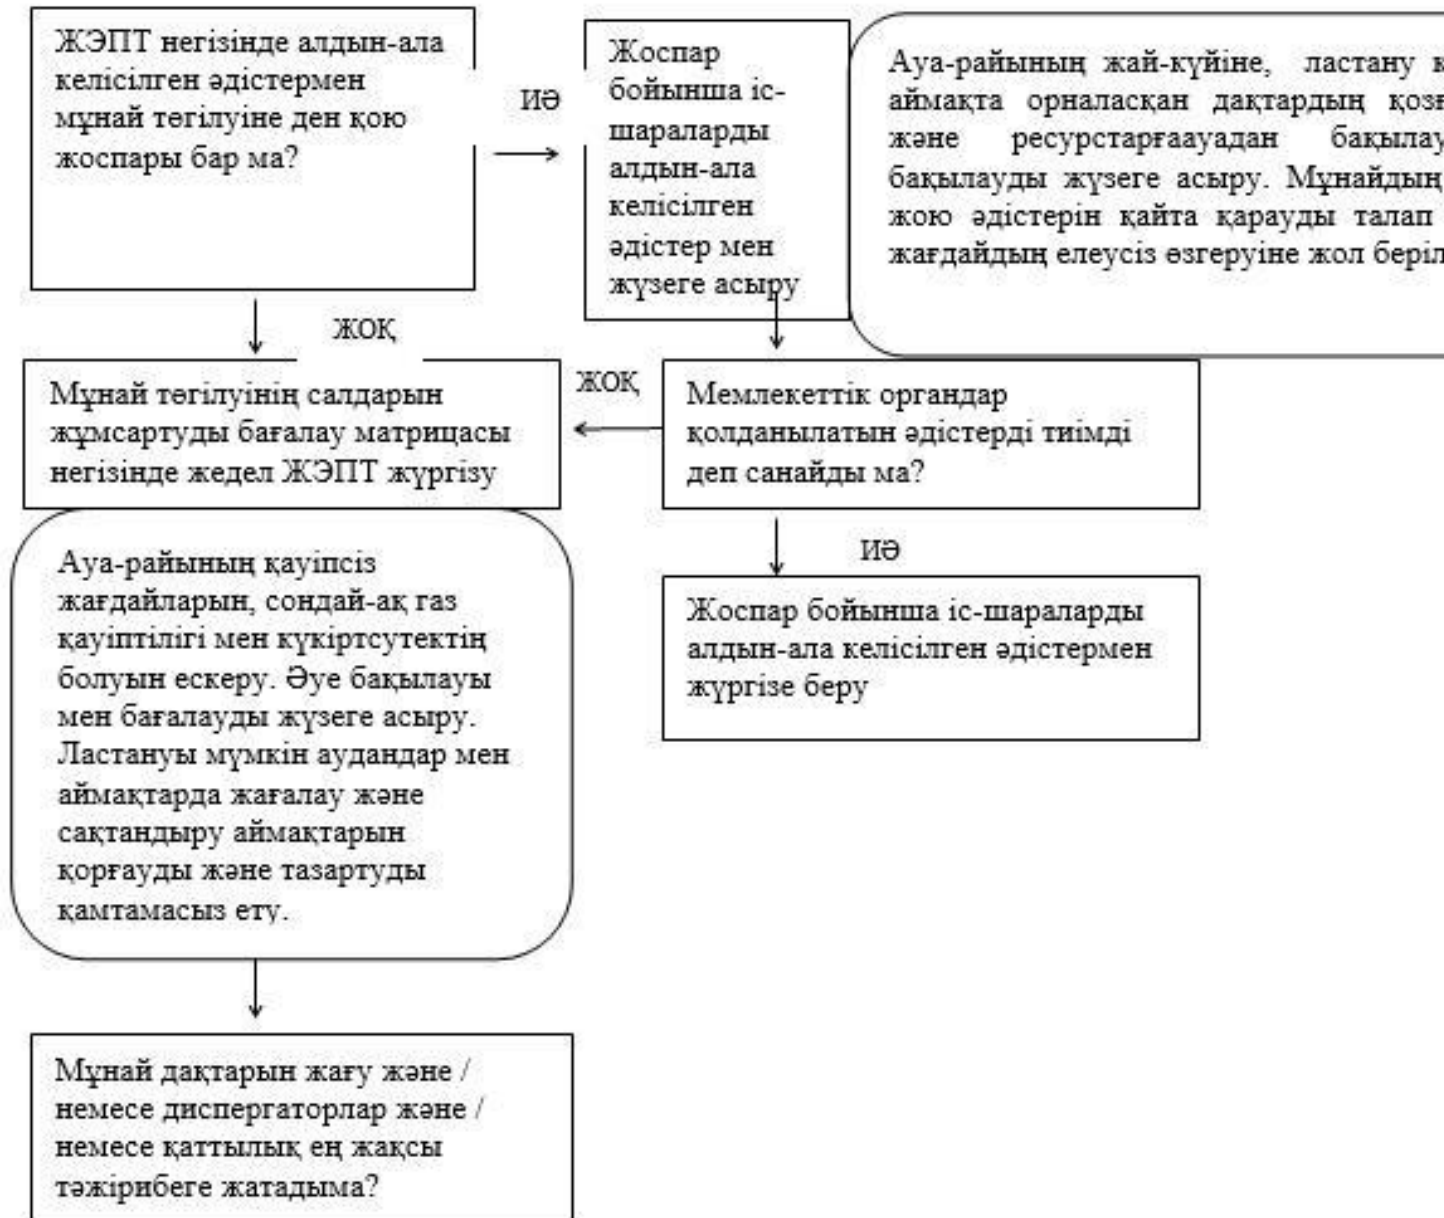 ЖЭПТ негізінде алдын-ала
келісілген әдістермен
мұнай төгілуіне ден қою
жоспары бар ма?
ИӘ
Жоспар
бойынша іс-
шараларды
алдын-ала
келісілген
әдістер мен
жүзеге асыру
Ауа-райының жай-күйіне, ластану
аймақта орналасқан дақтардың
және ресурстарғаауадан
бақылауды жүзеге асыру. Мұнайдың
жою әдістерін қайта қарауды талап
жағдайдың елеусіз өзгеруіне жол
ЖОҚ
Мұнай төгілуінің салдарын
жұмсартуды бағалау матрицасы
негізінде жедел ЖЭПТ жүргізу
ЖОҚ
Мемлекеттік органдар
қолданылатын әдістерді тиімді
деп санайды ма?
ИӘ
Жоспар бойынша іс-шараларды
алдын-ала келісілген әдістермен
жүргізе беру
Ауа-райының қауіпсіз
жағдайларын, сондай-ақ газ
қауіптілігі мен күкіртсутектің
болуын ескеру. Әуе бақылауы
мен бағалауды жүзеге асыру.
Ластануы мүмкін аудандар мен
аймақтарда жағалау және
сақтандыру аймақтарын
қорғауды және тазартуды
қамтамасыз ету.
Мұнай дақтарын жағу және /
немесе диспергаторлар және /
немесе қаттылық ең жақсы
тәжірибеге жатадыма?